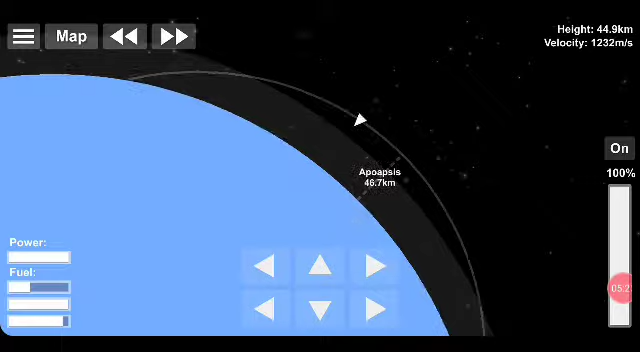 Map
Height: 44.9km
Velocity: 1232m/s
On
100%
Apoapsis
46.7km
Power:
Fuel: